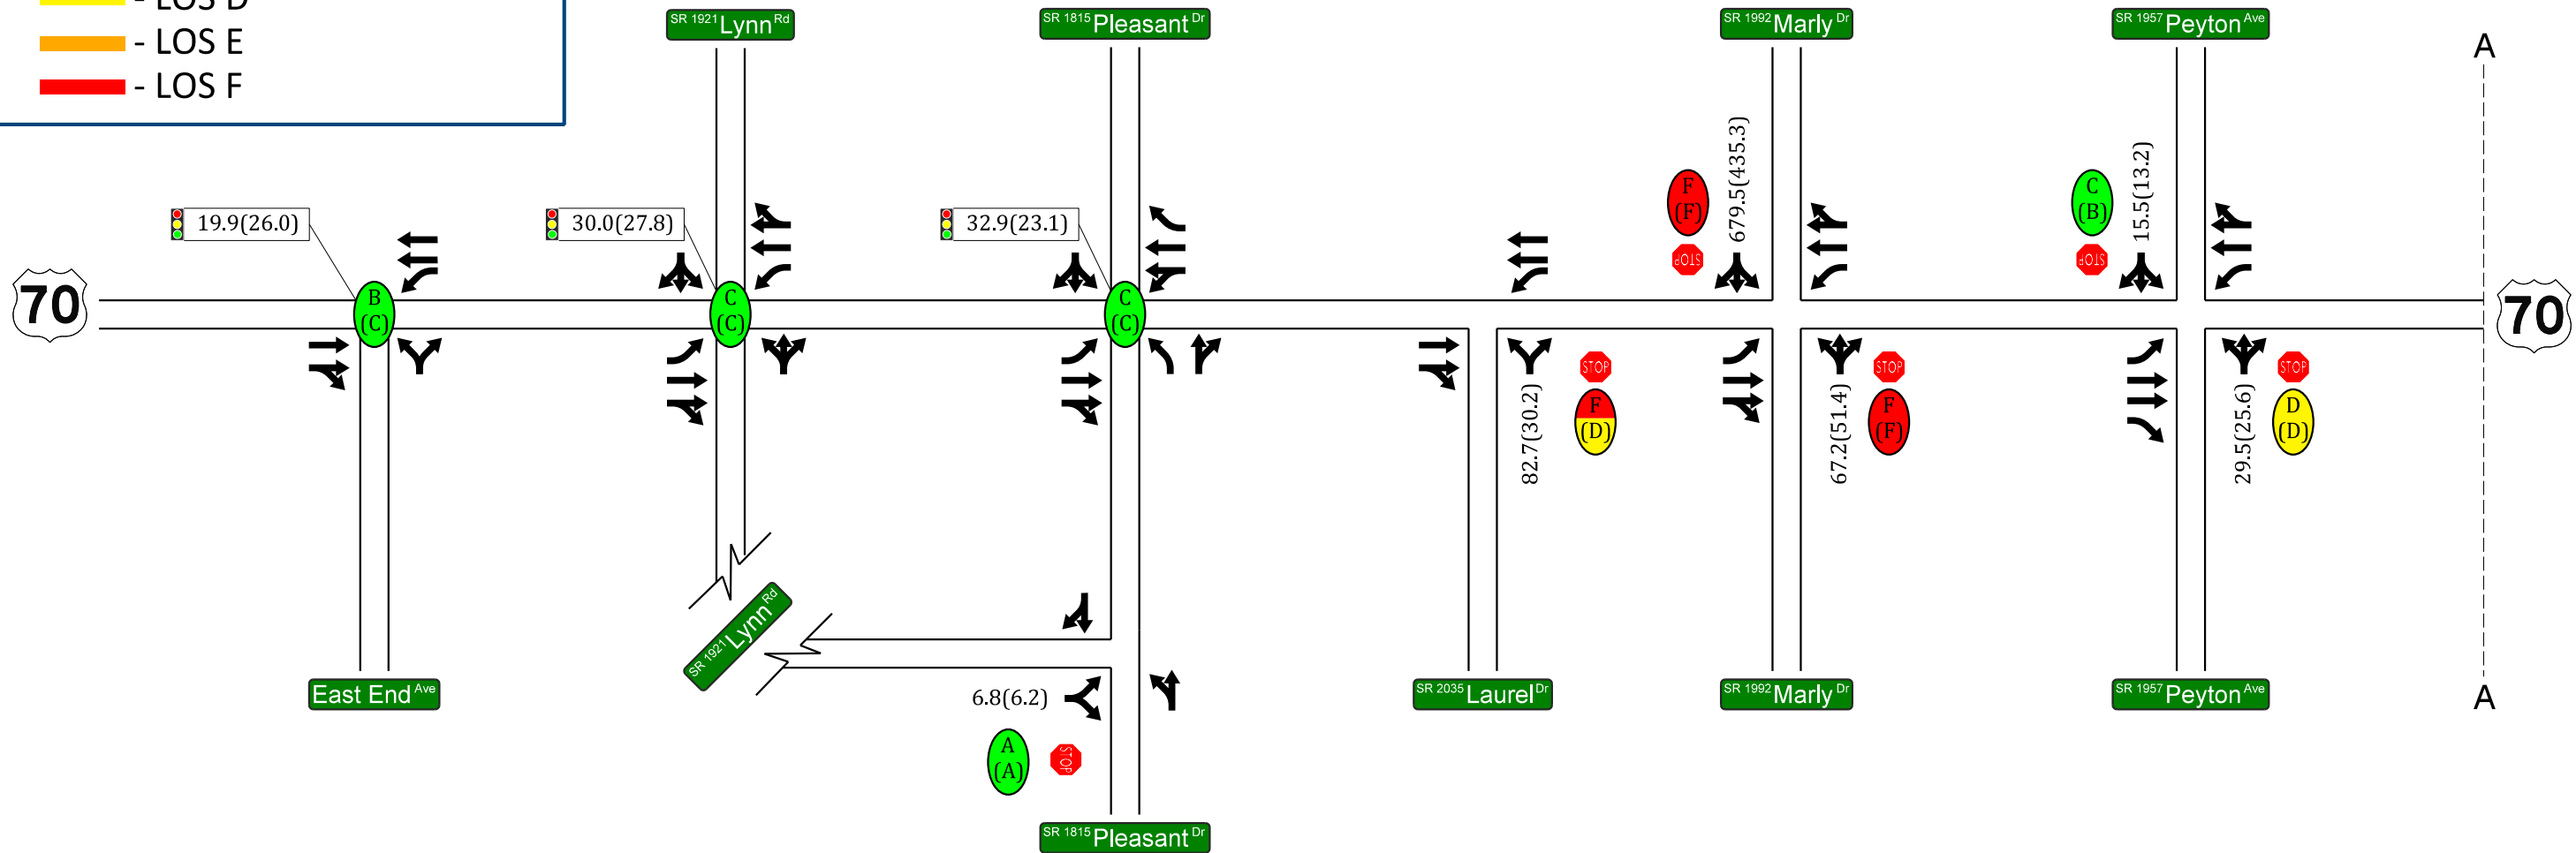 - LOS D
- LOS E
- LOS F
SR 1921 Lynn Rd
SR 1815 Pleasant Dr
SR 1992 Marly Dr
SR 1957 Peyton Ave
A
19.9(26.0)
30.0(27.8)
32.9(23.1)
F
(F)
STOP
679.5(435.3)
C
(B)
STOP
15.5(13.2)
70
B
(C)
C
(C)
C
(C)
70
STOP
F
(D)
82.7(30.2)
STOP
F
(F)
67.2(51.4)
STOP
D
(D)
29.5(25.6)
SR 1921 Lynn Rd
East End Ave
6.8(6.2)
SR 2035 Laurel Dr
SR 1992 Marly Dr
SR 1957 Peyton Ave
A
A
(A)
STOP
SR 1815 Pleasant Dr